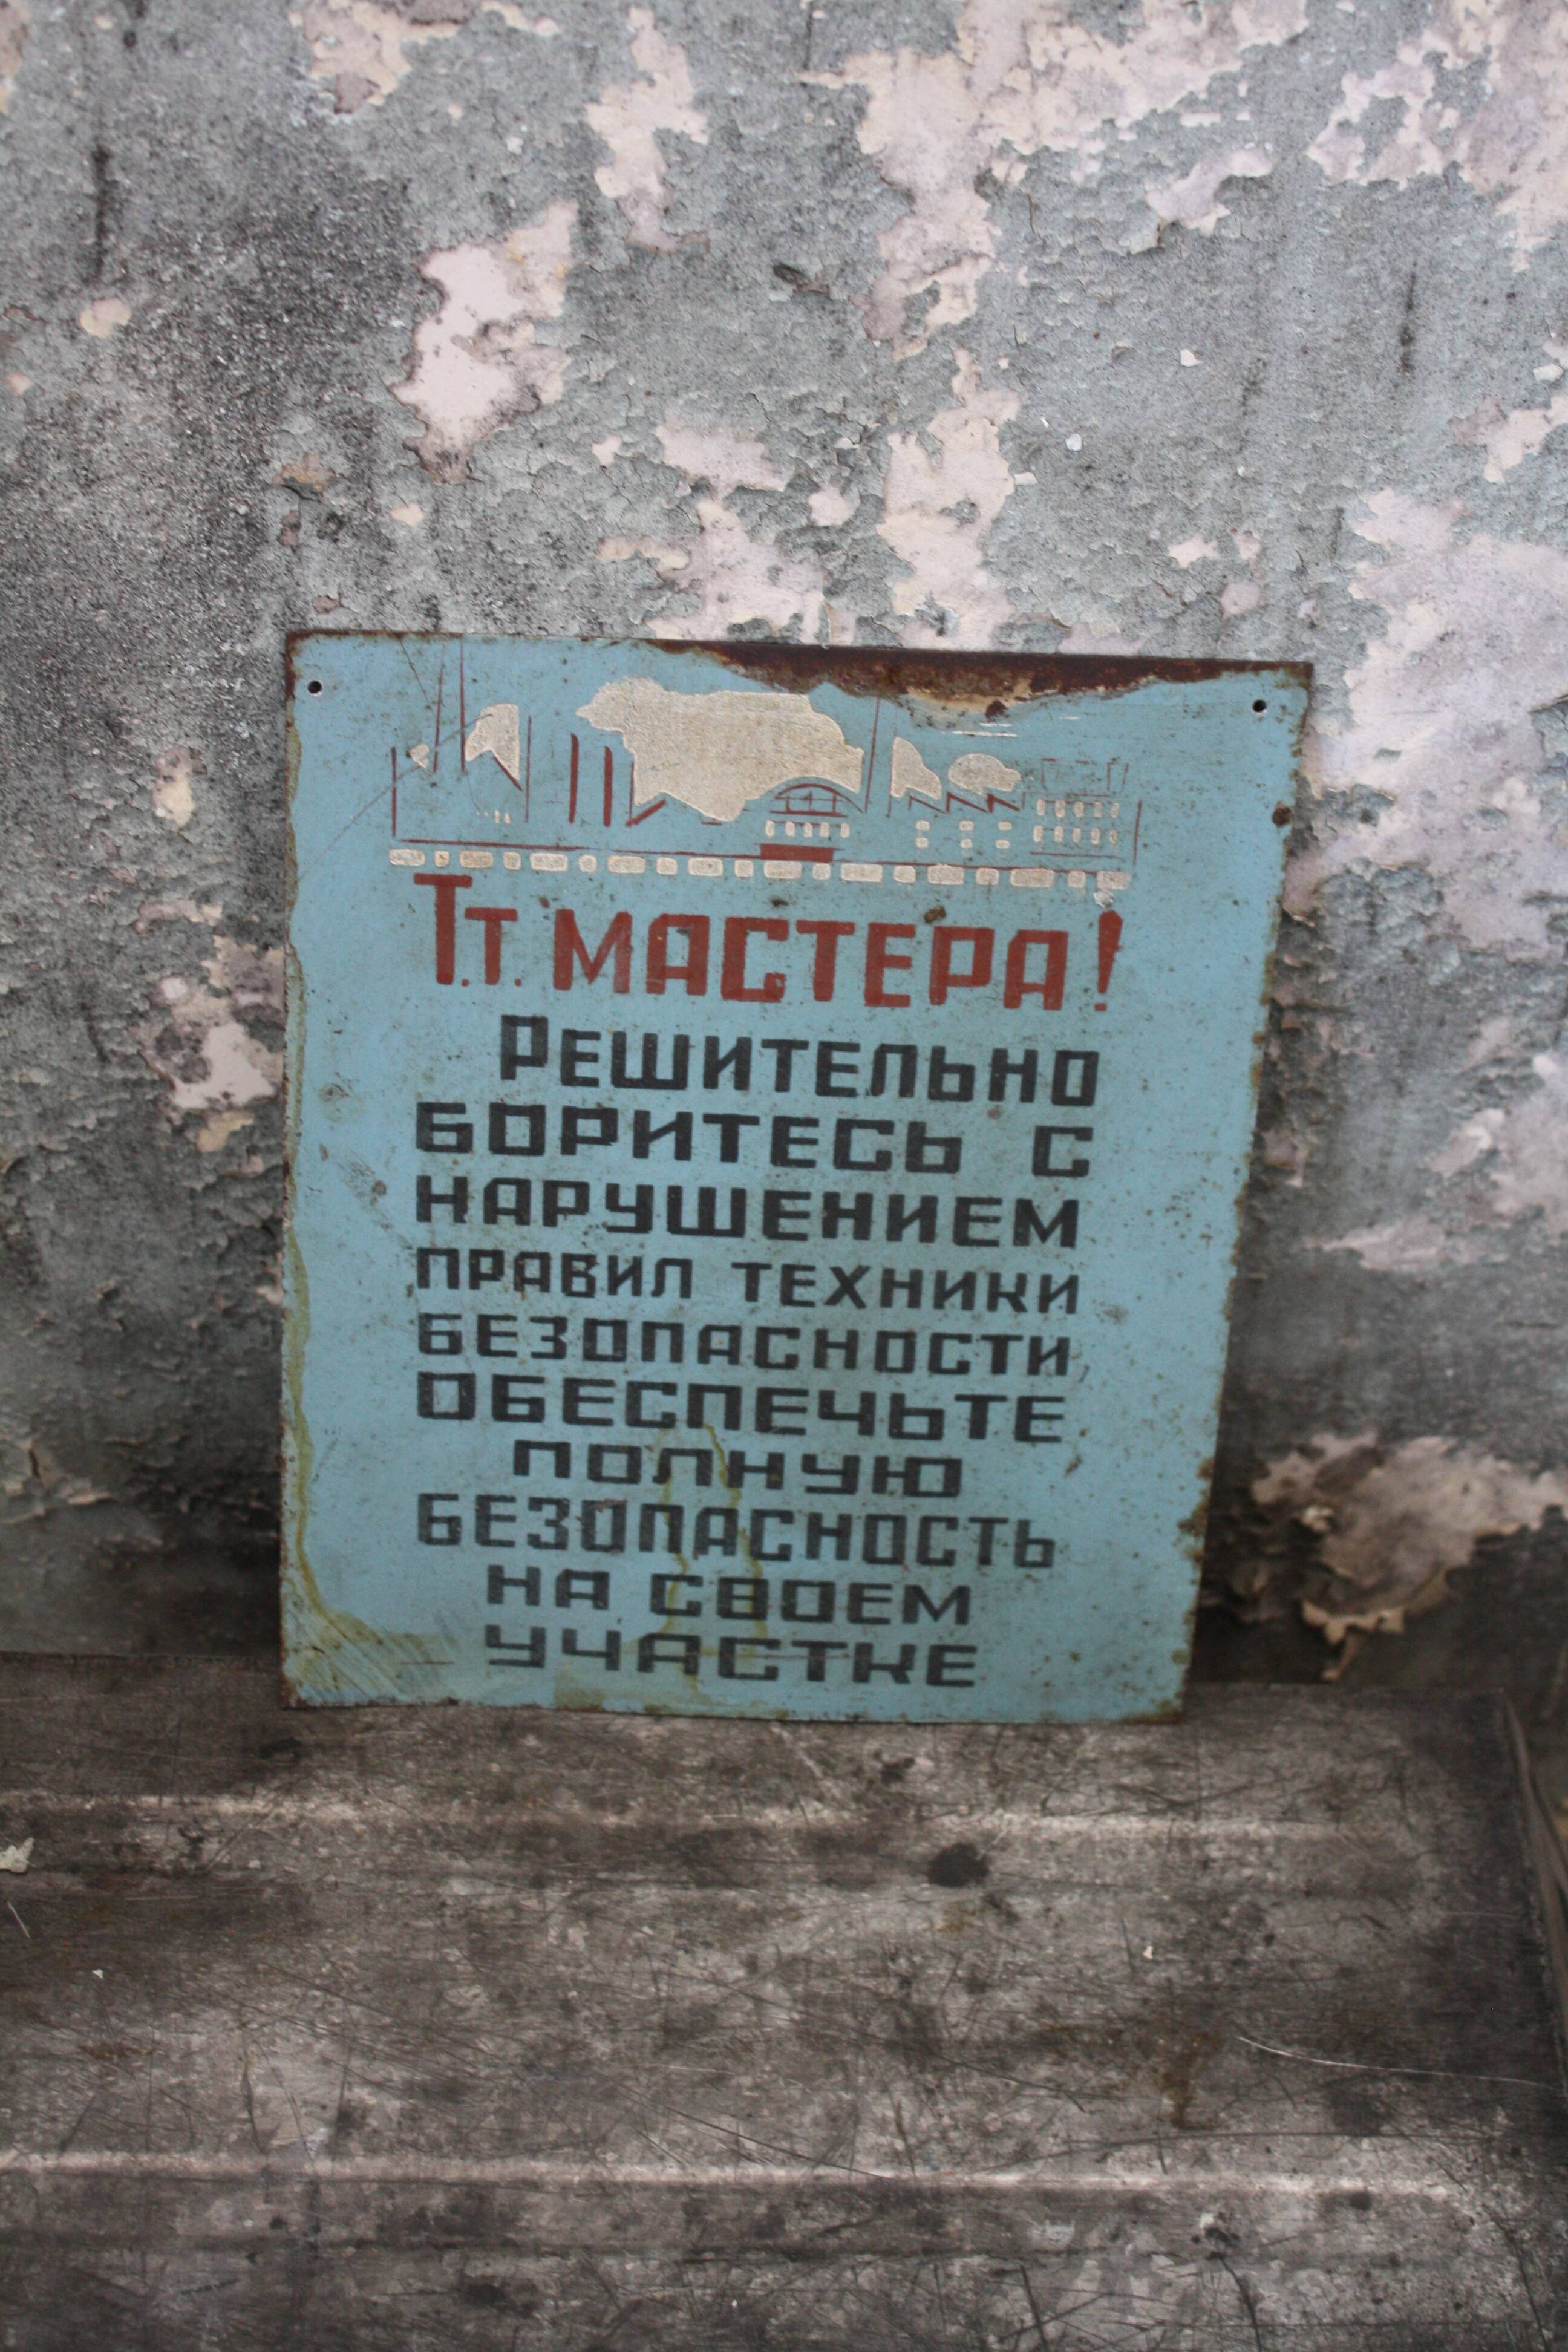 Т.Т. МАСТЕРА!
РЕШИТЕЛЬНО
БОРИТЕСЬ С
НАРУШЕНИЕМ
ПРАВИЛ ТЕХНИКИ
БЕЗОПАСНОСТИ
ОБЕСПЕЧЬТЕ
ПОЛНУЮ
БЕЗОПАСНОСТЬ
НА СВОЕМ
УЧАСТКЕ